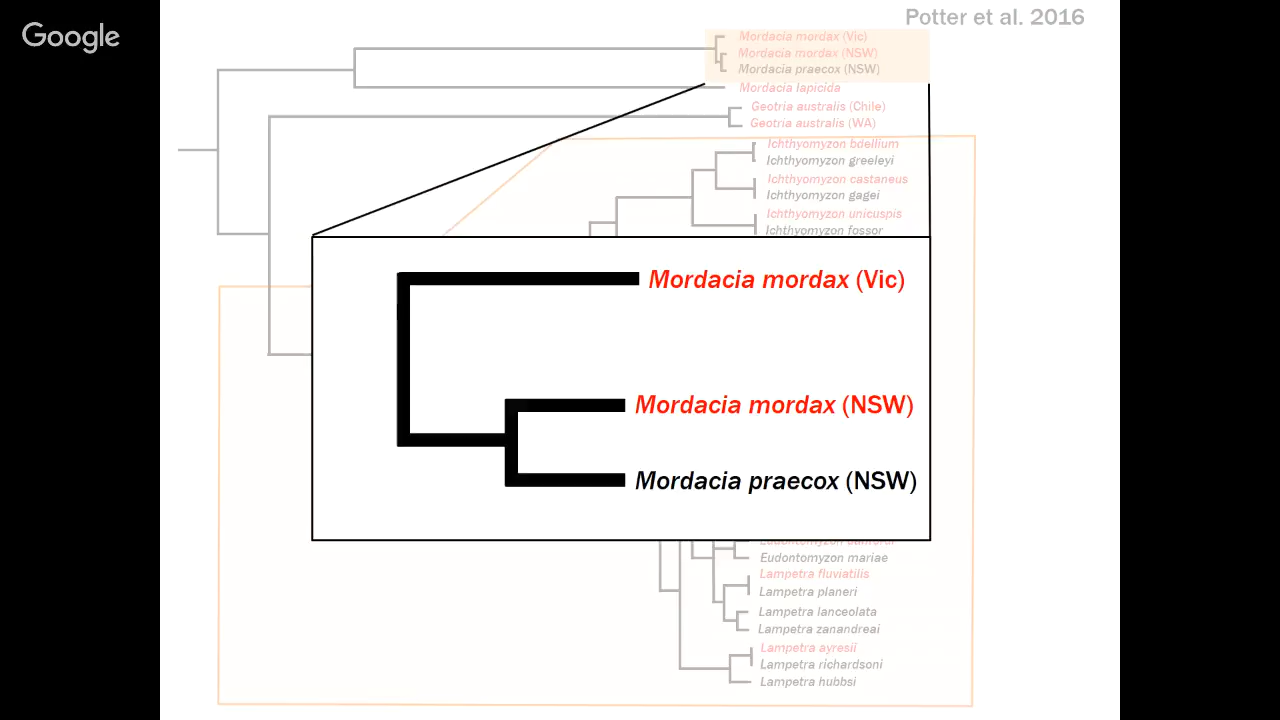 Google
Potter et al. 2016
Mordacia mordax (Vic)
Mordacia mordax (NSW)
Mordacia praecox (NSW)
Mordacia lapicida
Geotria australis (Chile)
Geotria australis (WA)
Ichthyomyzon bdellium
Ichthyomyzon greeleyi
Ichthyomyzon castaneus
Ichthyomyzon gagei
Ichthyomyzon unicuspis
Ichthyomyzon fossor
Mordacia mordax (Vic)
Mordacia mordax (NSW)
Mordacia praecox (NSW)
Eudontomyzon
Eudontomyzon mariae
Lampetra fluviatilis
Lampetra planeri
Lampetra lanceolata
Lampetra zanandreai
Lampetra ayresii
Lampetra richardsoni
Lampetra hubbsi